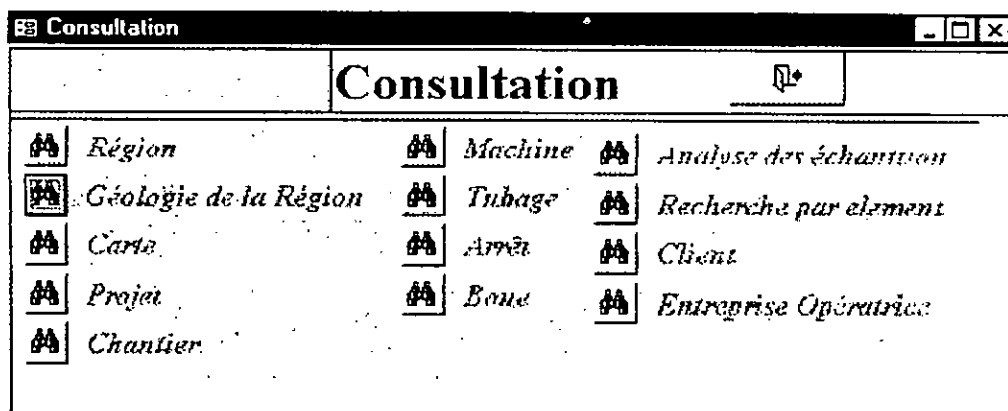 Consultation
Consultation
Région
Géologie de la Région
Carte
Projet
Chantier
Machine
Tubage
Arrêt
Boue
Analyse des échantillon
Recherche par element
Client
Entreprise Opératrice